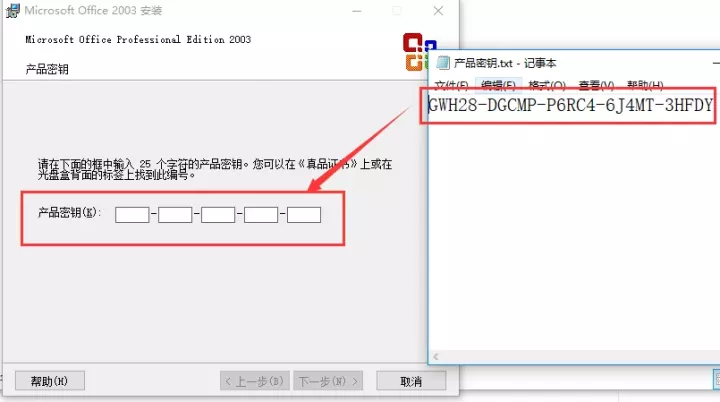 Microsoft Office 2003 安装
Microsoft Office Professional Edition 2003
产品密钥
请在下面的框中输入 25 个字符的产品密钥。您可以在《真品证书》上或在
光盘盒背面的标签上找到此编号。
产品密钥(K):
帮助(H)
< 上一步(B)
下一步(N) >
取消
产品密钥.txt - 记事本
文件(F) 编辑(E) 格式(O) 查看(V) 帮助(H)
GWH28-DGCMP-P6RC4-6J4MT-3HFDY